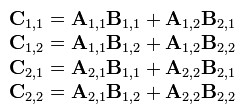 C₁,₁ = A₁,₁B₁,₁ + A₁,₂B₂,₁
C₁,₂ = A₁,₁B₁,₂ + A₁,₂B₂,₂
C₂,₁ = A₂,₁B₁,₁ + A₂,₂B₂,₁
C₂,₂ = A₂,₁B₁,₂ + A₂,₂B₂,₂